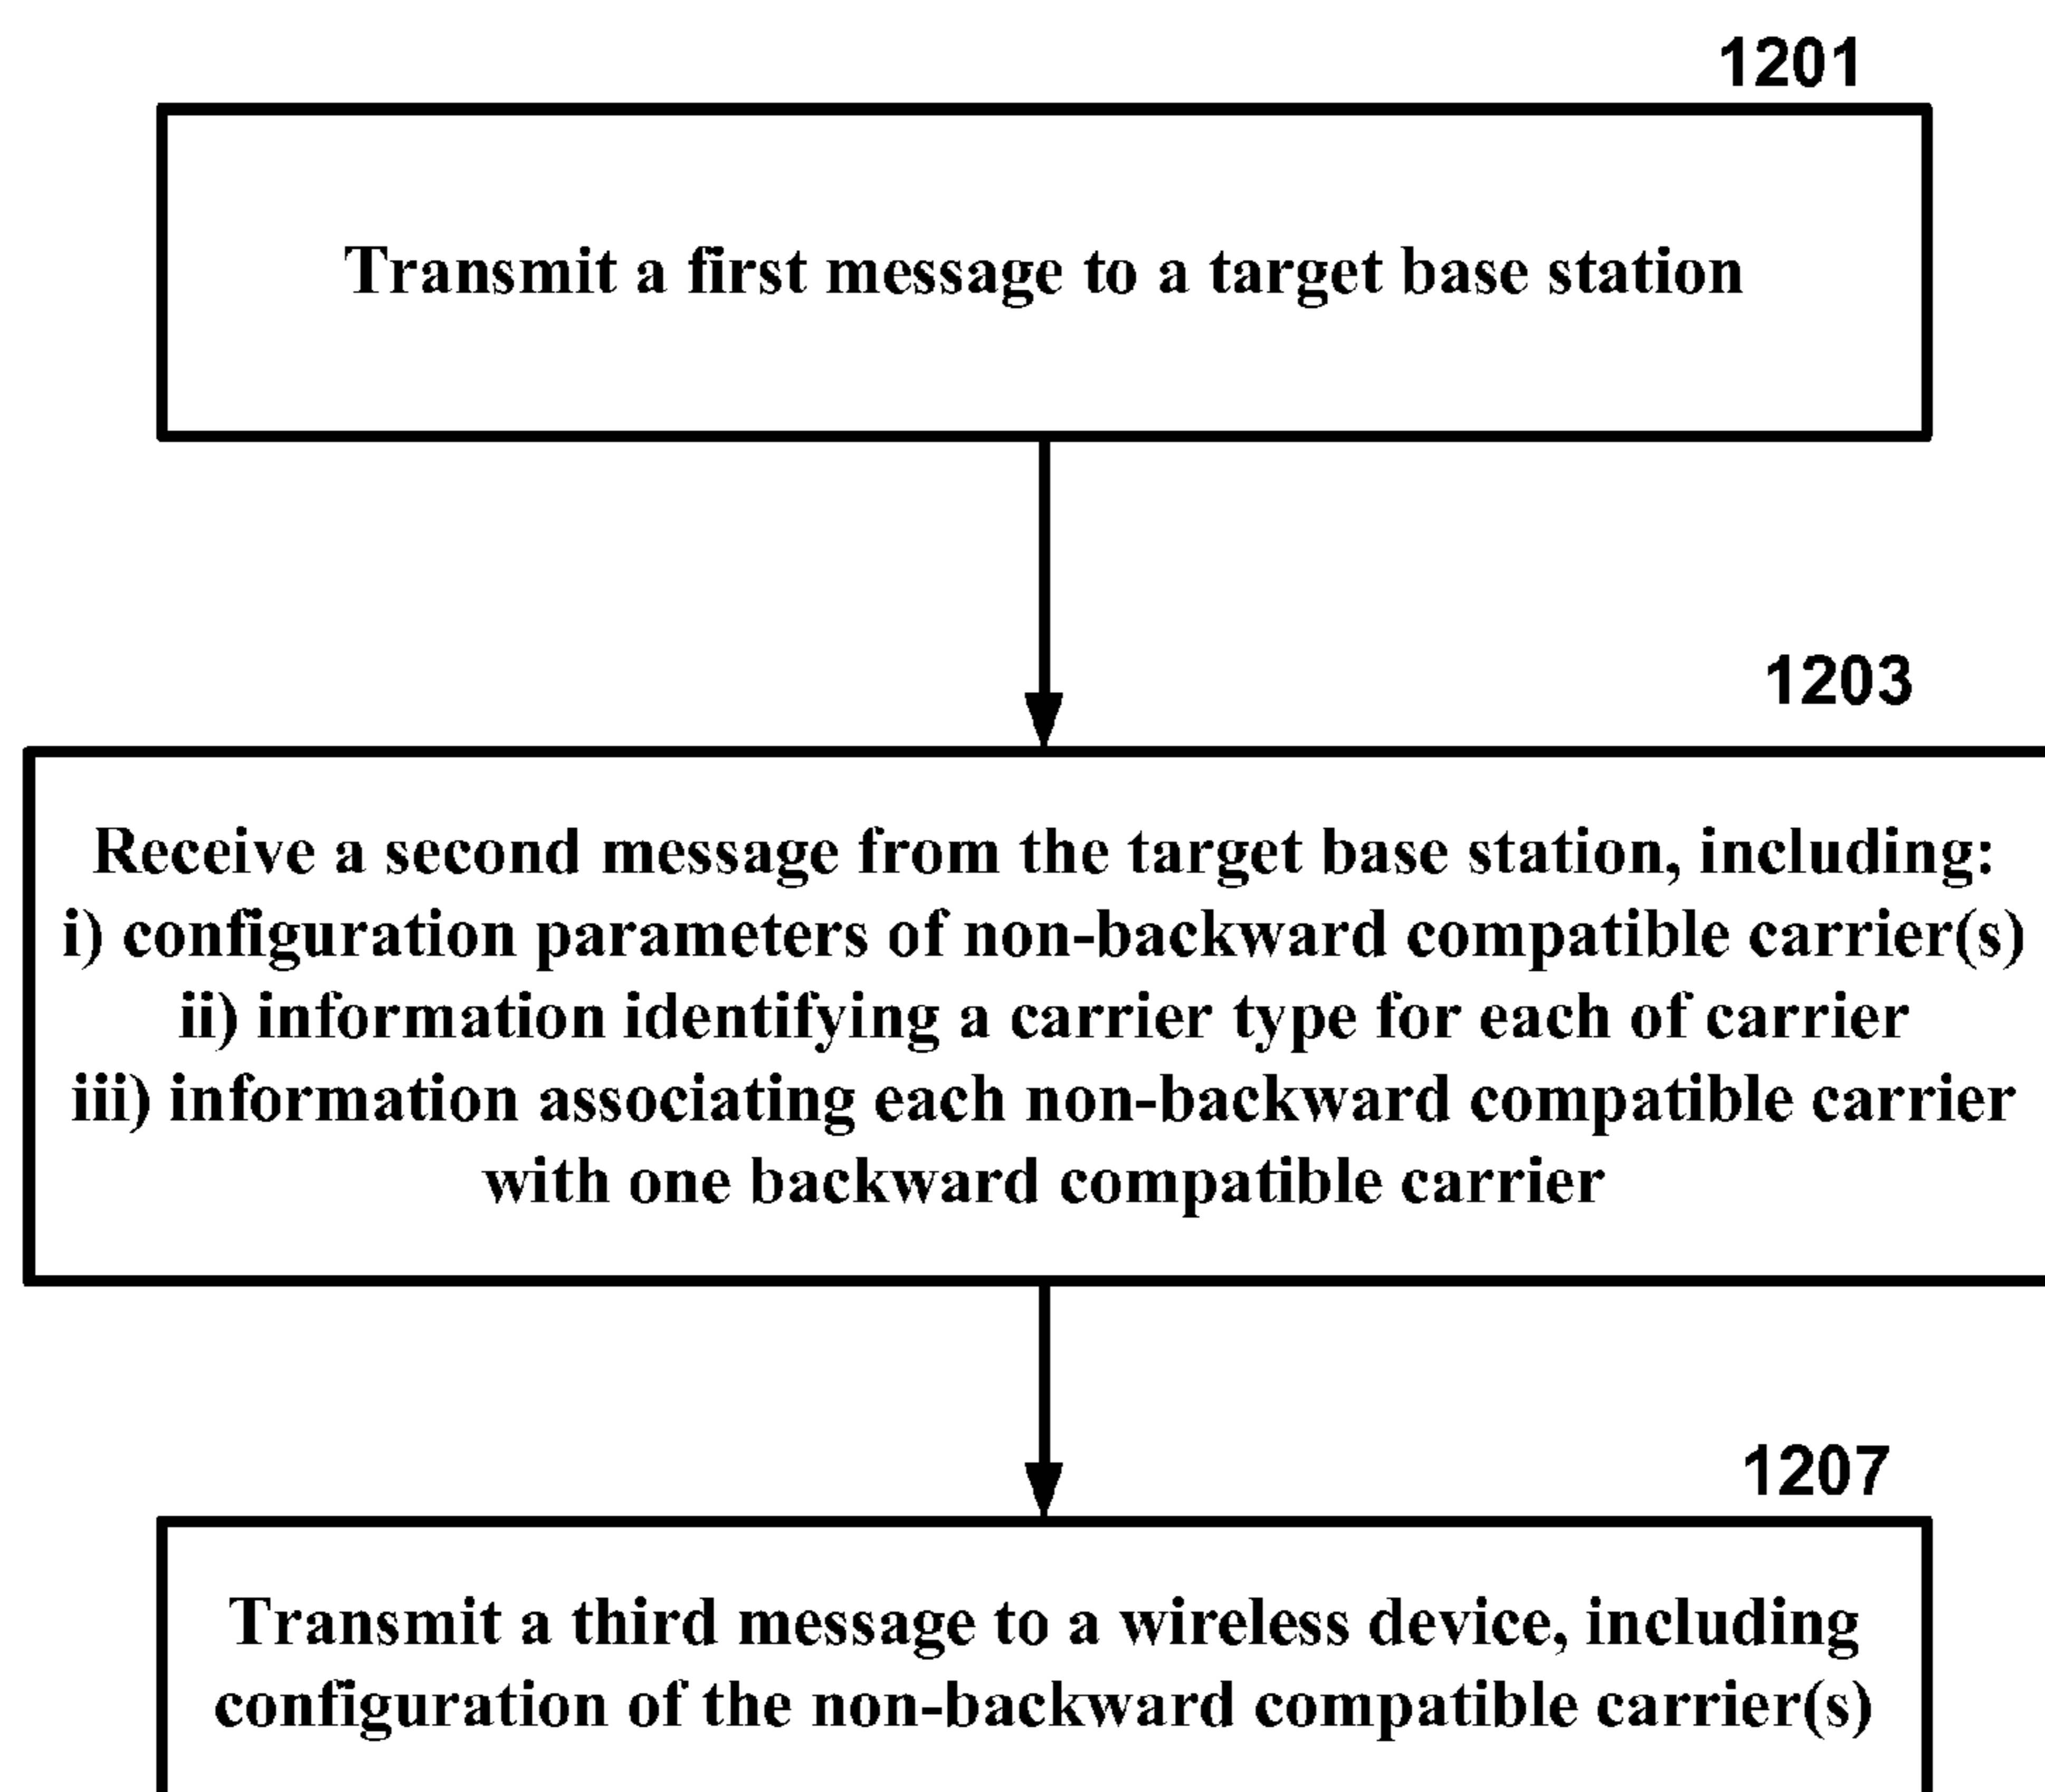 1201
Transmit a first message to a target base station
1203
Receive a second message from the target base station, including:
i) configuration parameters of non-backward compatible carrier(s)
ii) information identifying a carrier type for each of carrier
iii) information associating each non-backward compatible carrier
with one backward compatible carrier
1207
Transmit a third message to a wireless device, including
configuration of the non-backward compatible carrier(s)